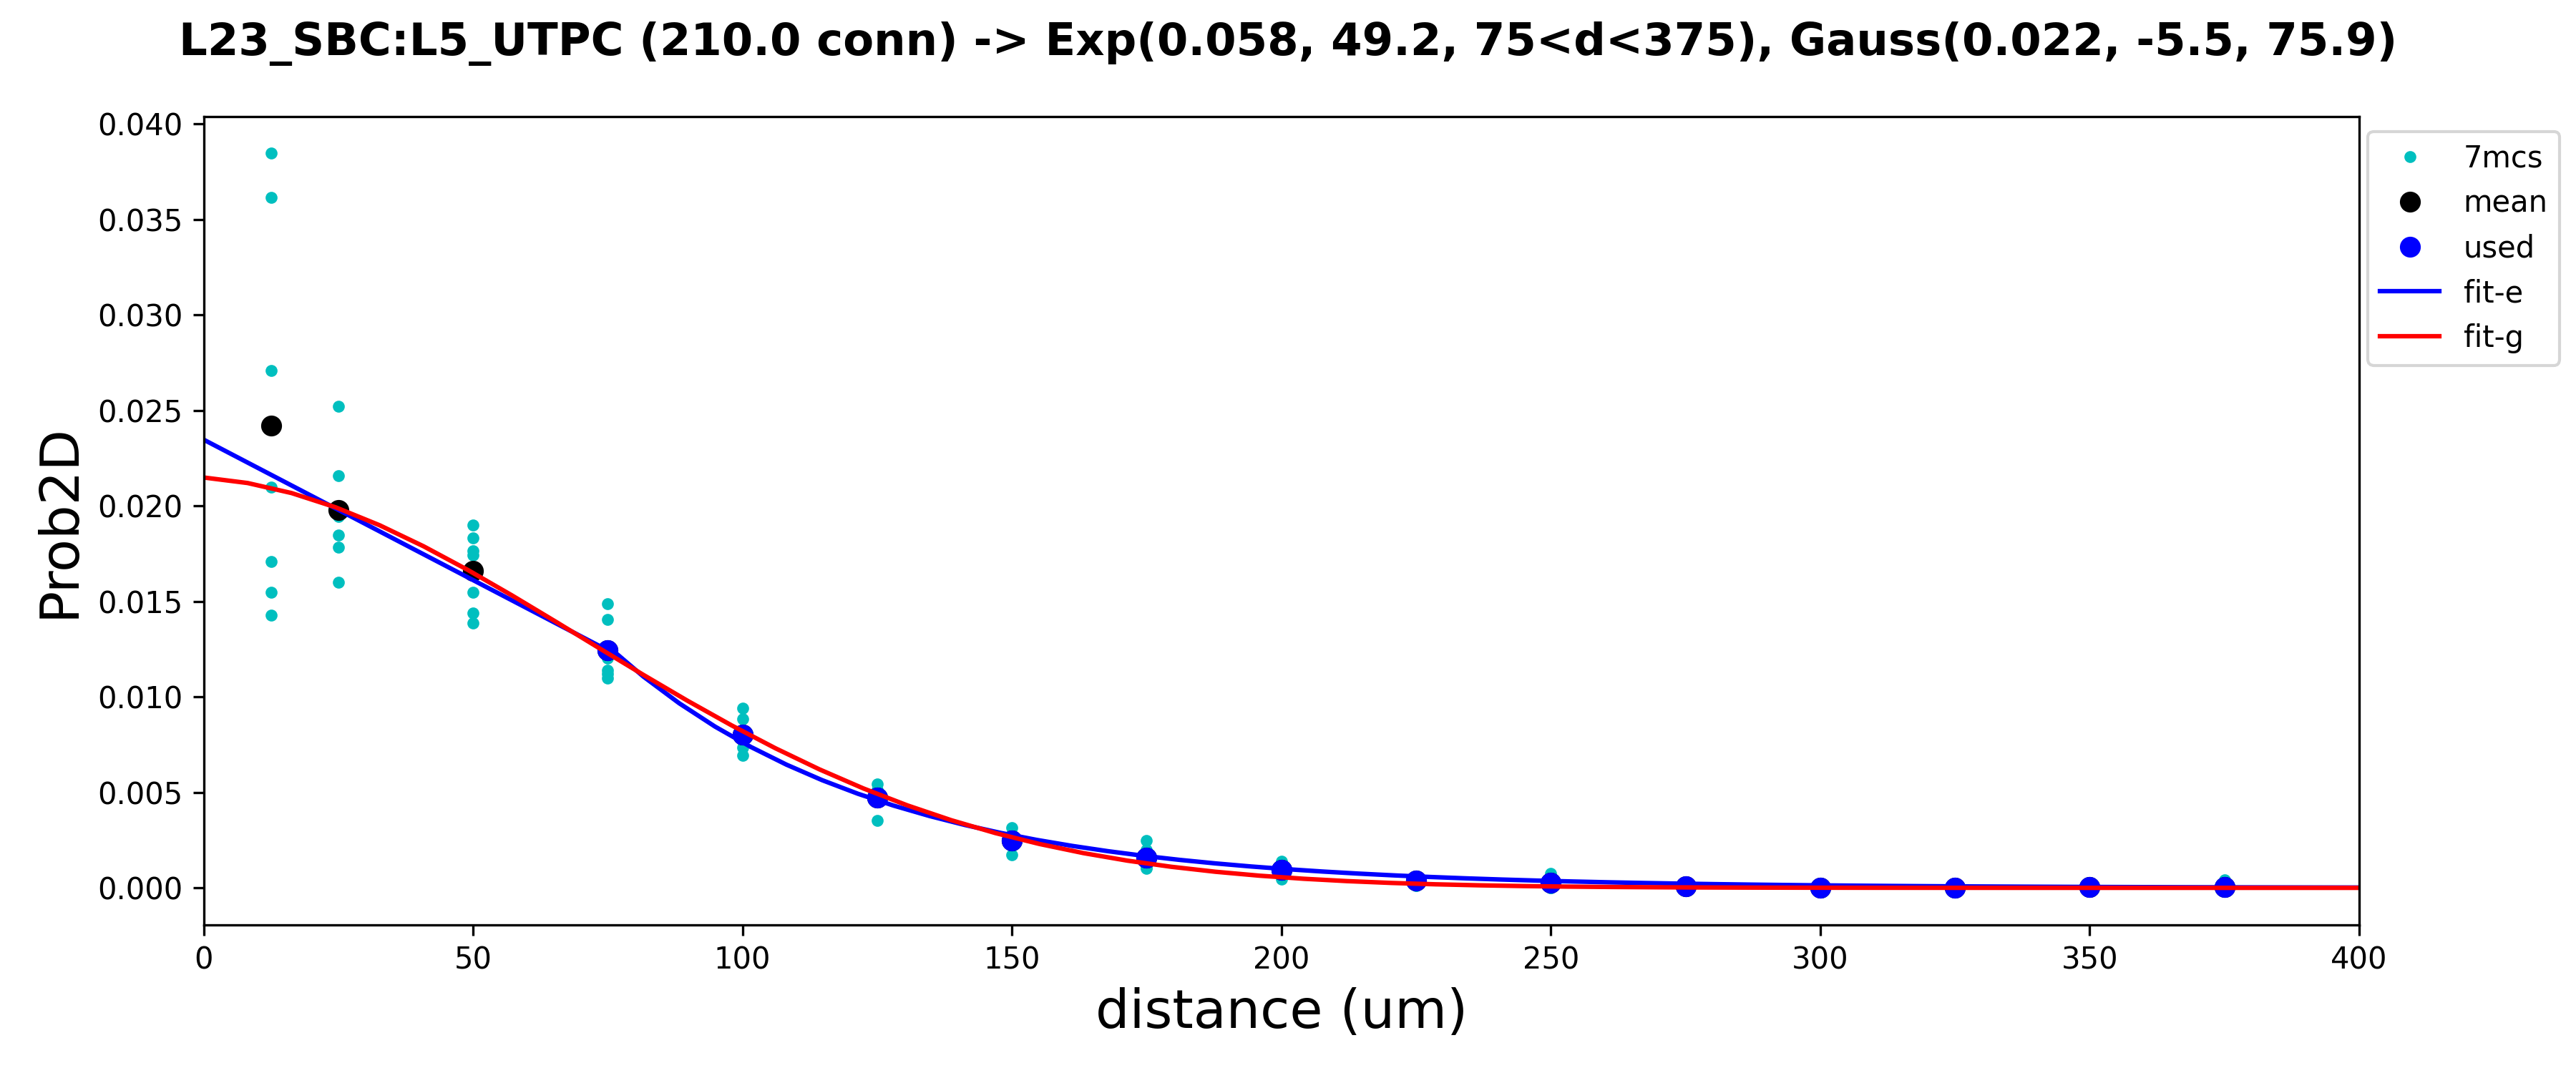 L23_SBC:L5_UTPC (210.0 conn) -> Exp(0.058, 49.2, 75<d<375), Gauss(0.022, -5.5, 75.9)
0.040
0.035
0.030
0.025
0.020
0.015
0.010
0.005
0.000
Prob2D
0 50 100 150 200 250 300 350 400
distance (um)
7mcs
mean
used
fit-e
fit-g